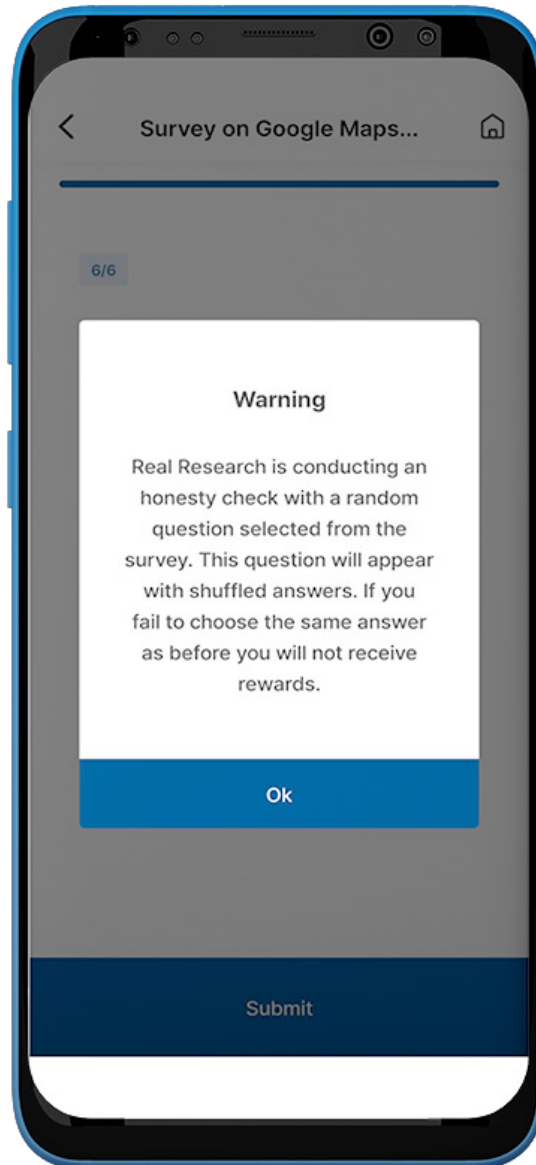 Survey on Google Maps...
6/6
Warning
Real Research is conducting an
honesty check with a random
question selected from the
survey. This question will appear
with shuffled answers. If you
fail to choose the same answer
as before you will not receive
rewards.
Ok
Submit